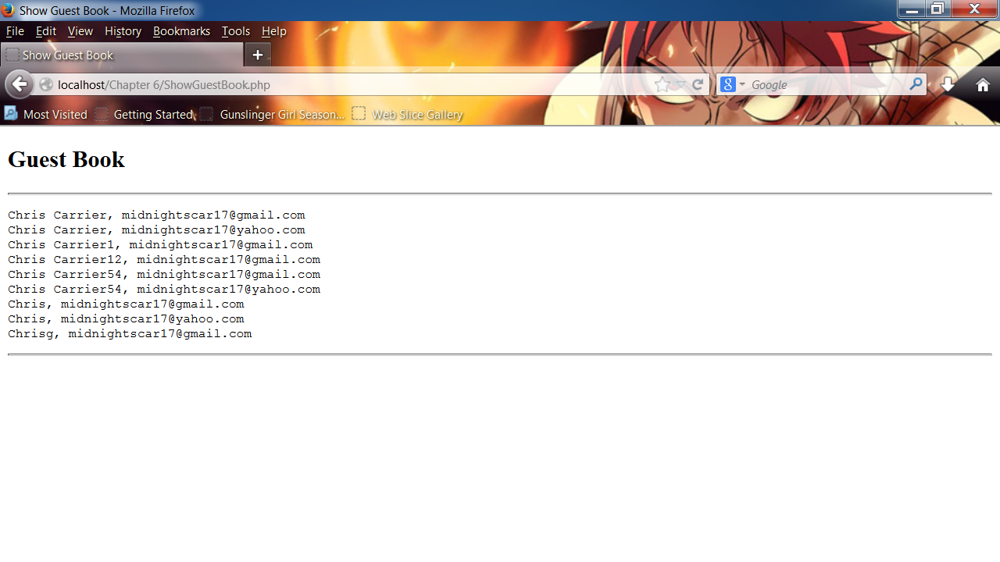 Show Guest Book - Mozilla Firefox
File Edit View History Bookmarks Tools Help
Show Guest Book
localhost/Chapter 6/ShowGuestBook.php
Google
Most Visited Getting Started Gunslinger Girl Season... Web Slice Gallery
Guest Book
Chris Carrier, midnightscar17@gmail.com
Chris Carrier, midnightscar17@yahoo.com
Chris Carrier1, midnightscar17@gmail.com
Chris Carrier12, midnightscar17@gmail.com
Chris Carrier54, midnightscar17@gmail.com
Chris Carrier54, midnightscar17@yahoo.com
Chris, midnightscar17@gmail.com
Chris, midnightscar17@yahoo.com
Chrisg, midnightscar17@gmail.com